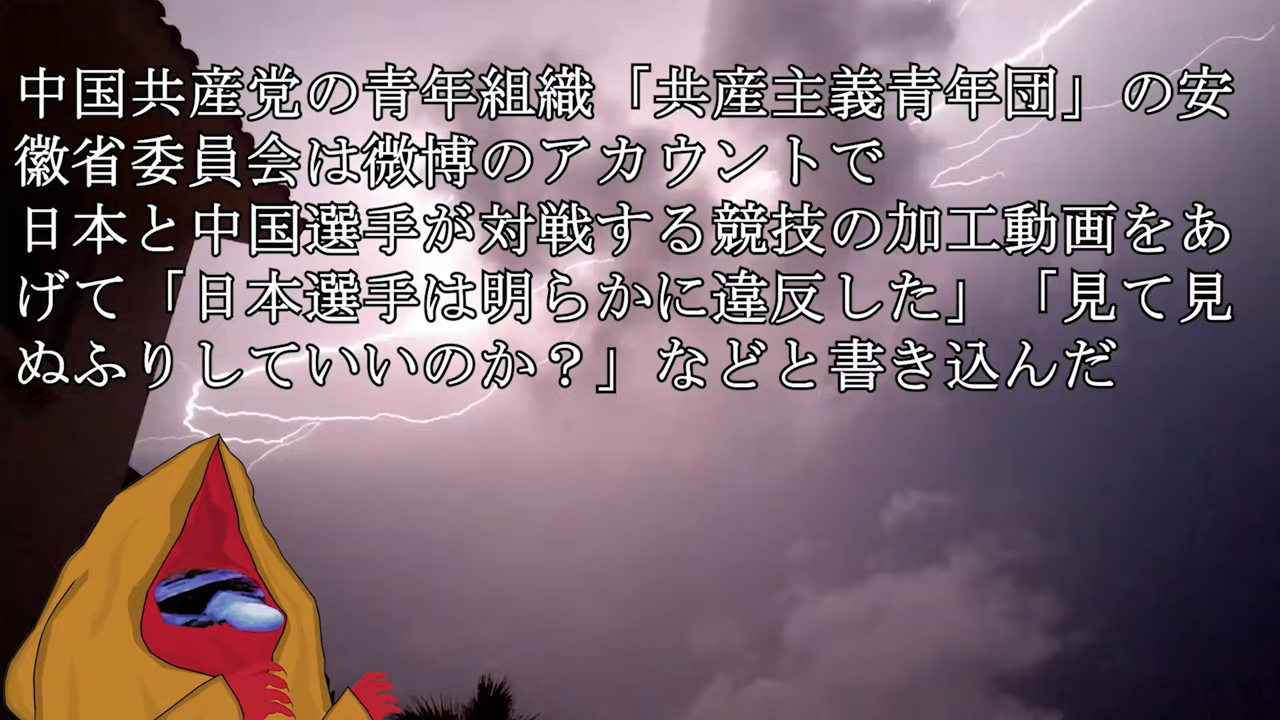 中国共産党の青年組織「共産主義青年団」の安
徽省委員会は微博のアカウントで
日本と中国選手が対戦する競技の加工動画をあ
げて「日本選手は明らかに違反した」「見て見
ぬふりしていいのか？」などと書き込んだ